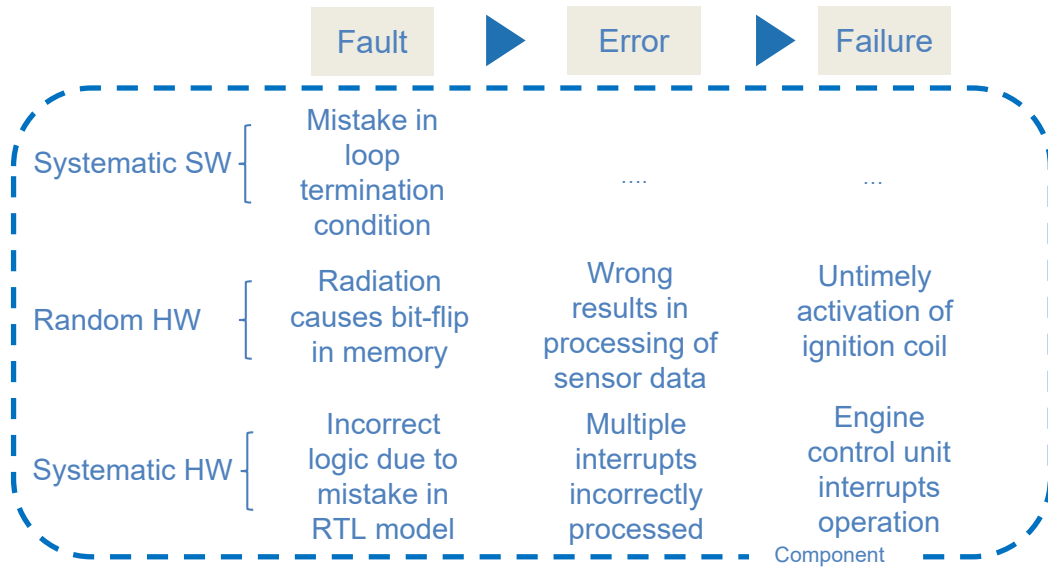 Fault
Error
Failure
Systematic SW
Mistake in
loop
termination
condition
....
...
Random HW
Radiation
causes bit-flip
in memory
Wrong
results in
processing of
sensor data
Untimely
activation of
ignition coil
Systematic HW
Incorrect
logic due to
mistake in
RTL model
Multiple
interrupts
incorrectly
processed
Engine
control unit
interrupts
operation
Component